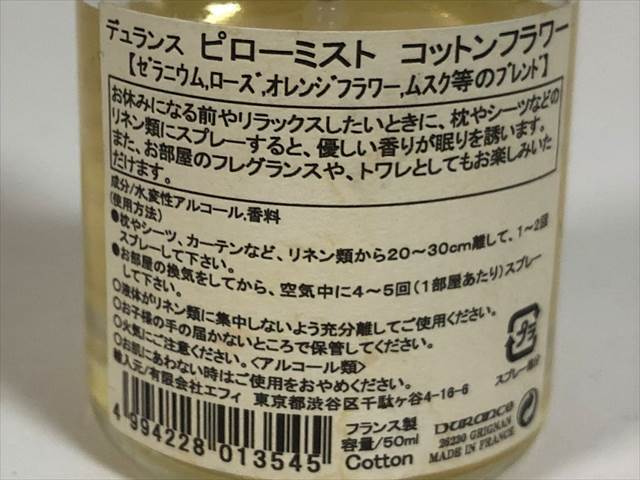 デュランス ピローミスト コットンフラワー
【ｾﾞﾗﾆｳﾑ,ﾛｰｽﾞ,ｵﾚﾝｼﾞﾌﾗﾜｰ,ﾑｽｸ等のﾌﾞﾚﾝﾄﾞ】
お休みになる前やリラックスしたいときに、枕やシーツなどの
リネン類にスプレーすると、優しい香りが眠りを誘います。
また、お部屋のフレグランスや、トワレとしてもお楽しみいた
だけます。
成分/水,変性アルコール,香料
(使用方法)
●枕やシーツ、カーテンなど、リネン類から20〜30cm離して、1〜2回
スプレーして下さい。
●お部屋の換気をしてから、空気中に4〜5回(1部屋あたり)スプレー
して下さい。
○液体がリネン類に集中しないよう充分離してご使用ください。
○お子様の手の届かないところで保管してください。
○火気にご注意ください。<アルコール類>
○お肌にあわない時はご使用をおやめください。
輸入元/有限会社エフィ 東京都渋谷区千駄ヶ谷4-16-6
プラ
スプレー部分
4 994228 013545
フランス製
容量/50ml
Cotton
DURANCE
26230 GRIGNAN
MADE IN FRANCE